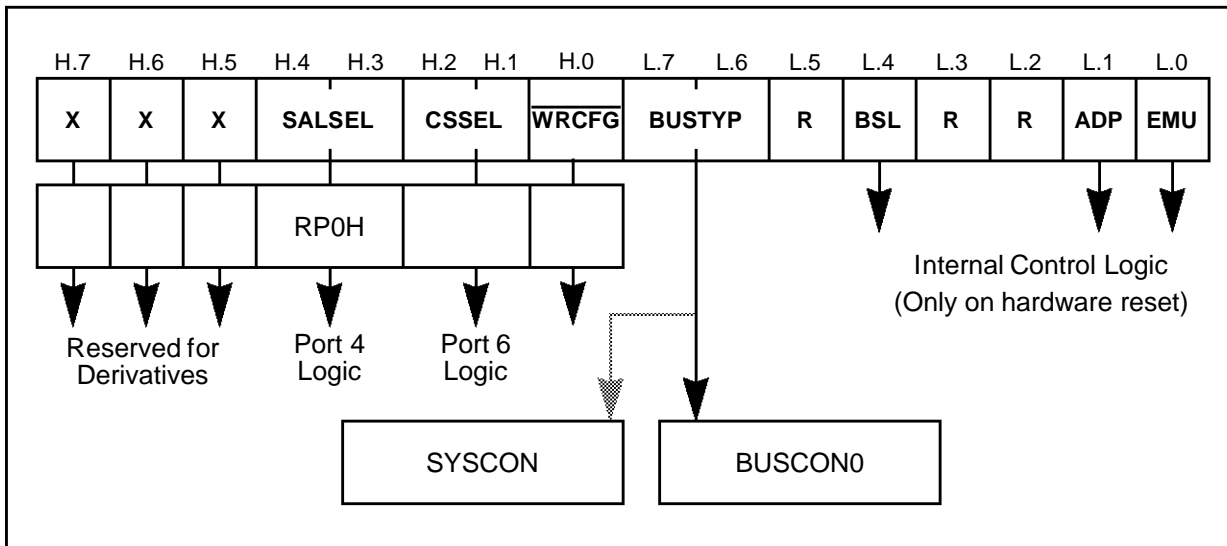 H.7 H.6 H.5 H.4 H.3 H.2 H.1 H.0 L.7 L.6 L.5 L.4 L.3 L.2 L.1 L.0
X X X SALSEL CSSEL WRCFG BUSTYP R BSL R R ADP EMU
RP0H
Internal Control Logic
(Only on hardware reset)
Reserved for
Derivatives
Port 4
Logic
Port 6
Logic
SYSCON
BUSCON0